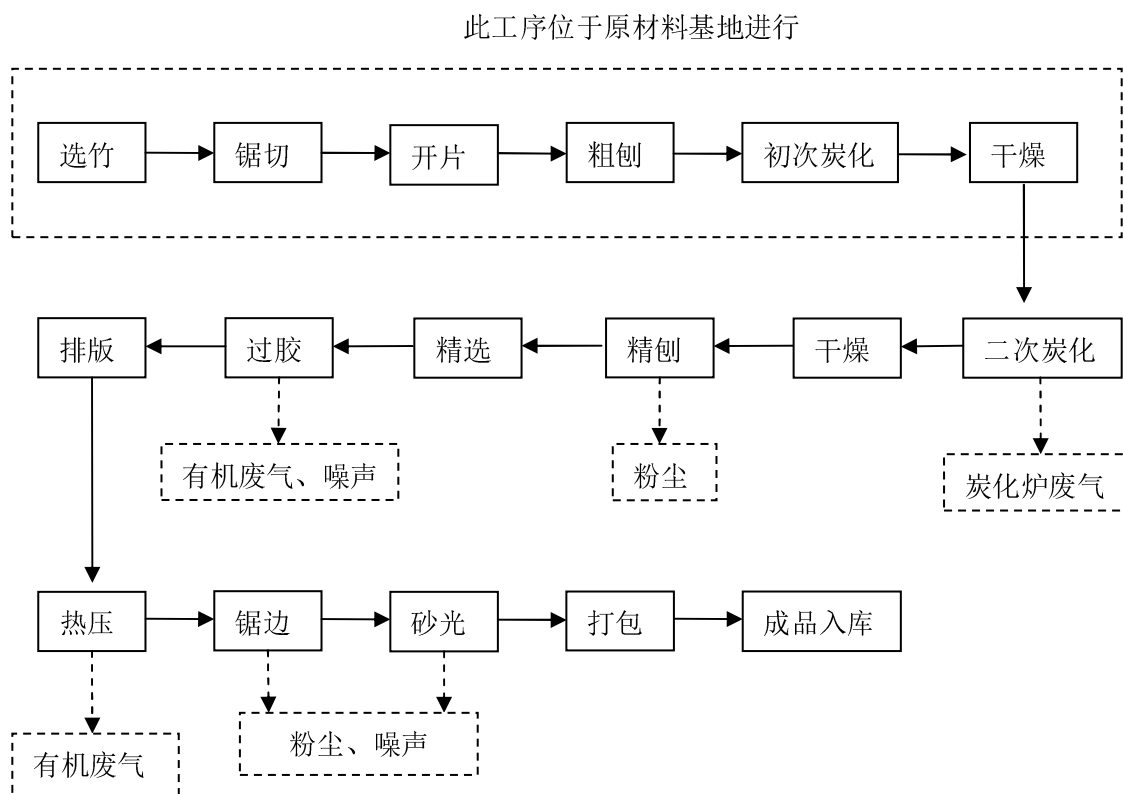 此工序位于原材料基地进行
选竹
锯切
开片
粗刨
初次炭化
干燥
排版
过胶
精选
精刨
干燥
二次炭化
有机废气、噪声
粉尘
炭化炉废气
热压
锯边
砂光
打包
成品入库
有机废气
粉尘、噪声